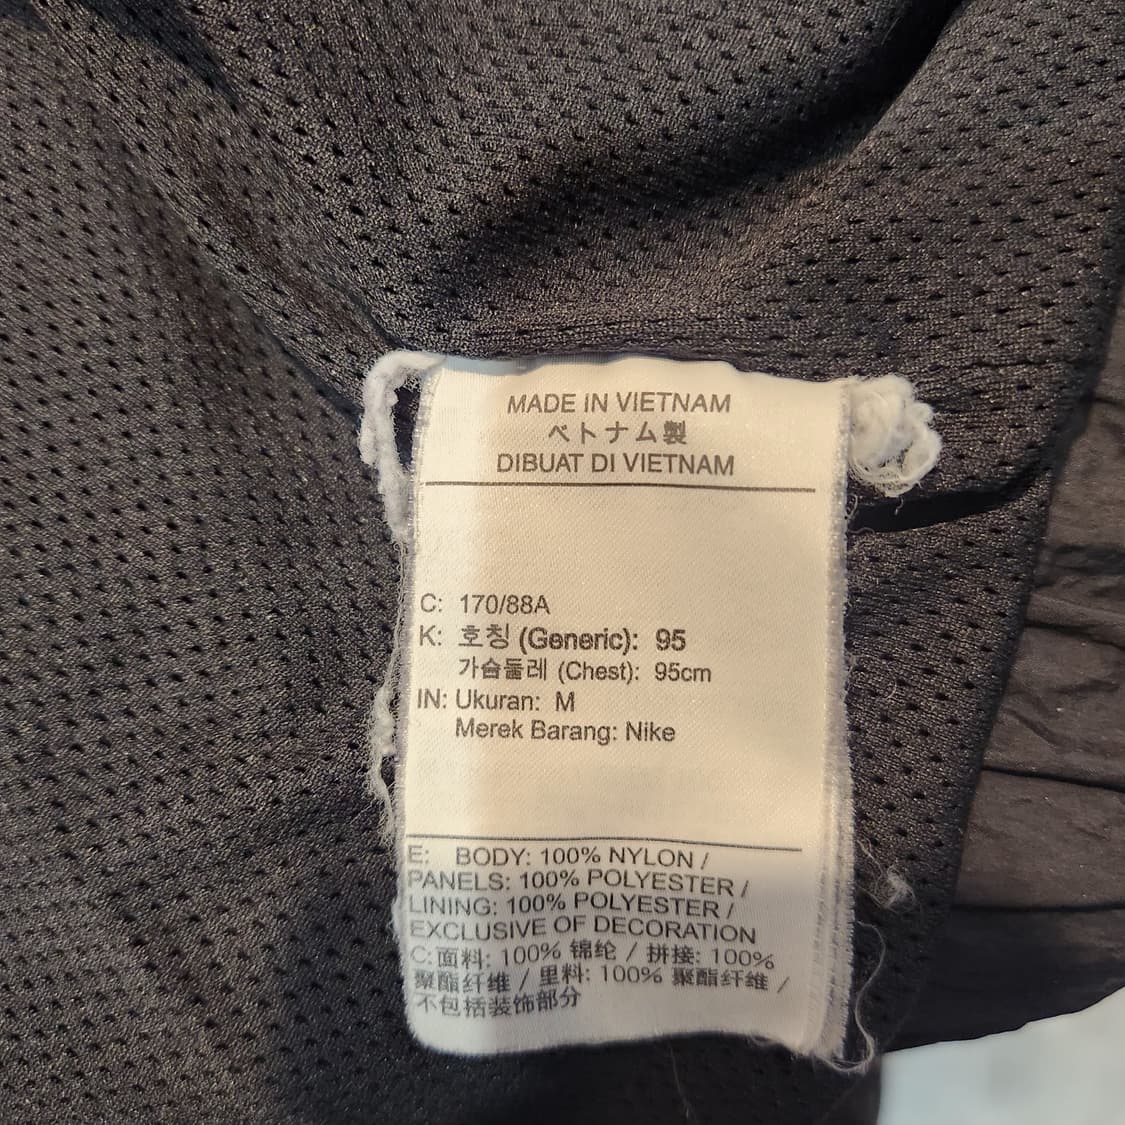 MADE IN VIETNAM
ベトナム製
DIBUAT DI VIETNAM
C: 170/88A
K: 호칭 (Generic): 95
가슴둘레 (Chest): 95cm
IN: Ukuran: M
Merek Barang: Nike
E: BODY: 100% NYLON /
PANELS: 100% POLYESTER /
LINING: 100% POLYESTER /
EXCLUSIVE OF DECORATION
C:面料: 100% 锦纶 / 拼接: 100%
聚酯纤维 / 里料: 100% 聚酯纤维 /
不包括装饰部分